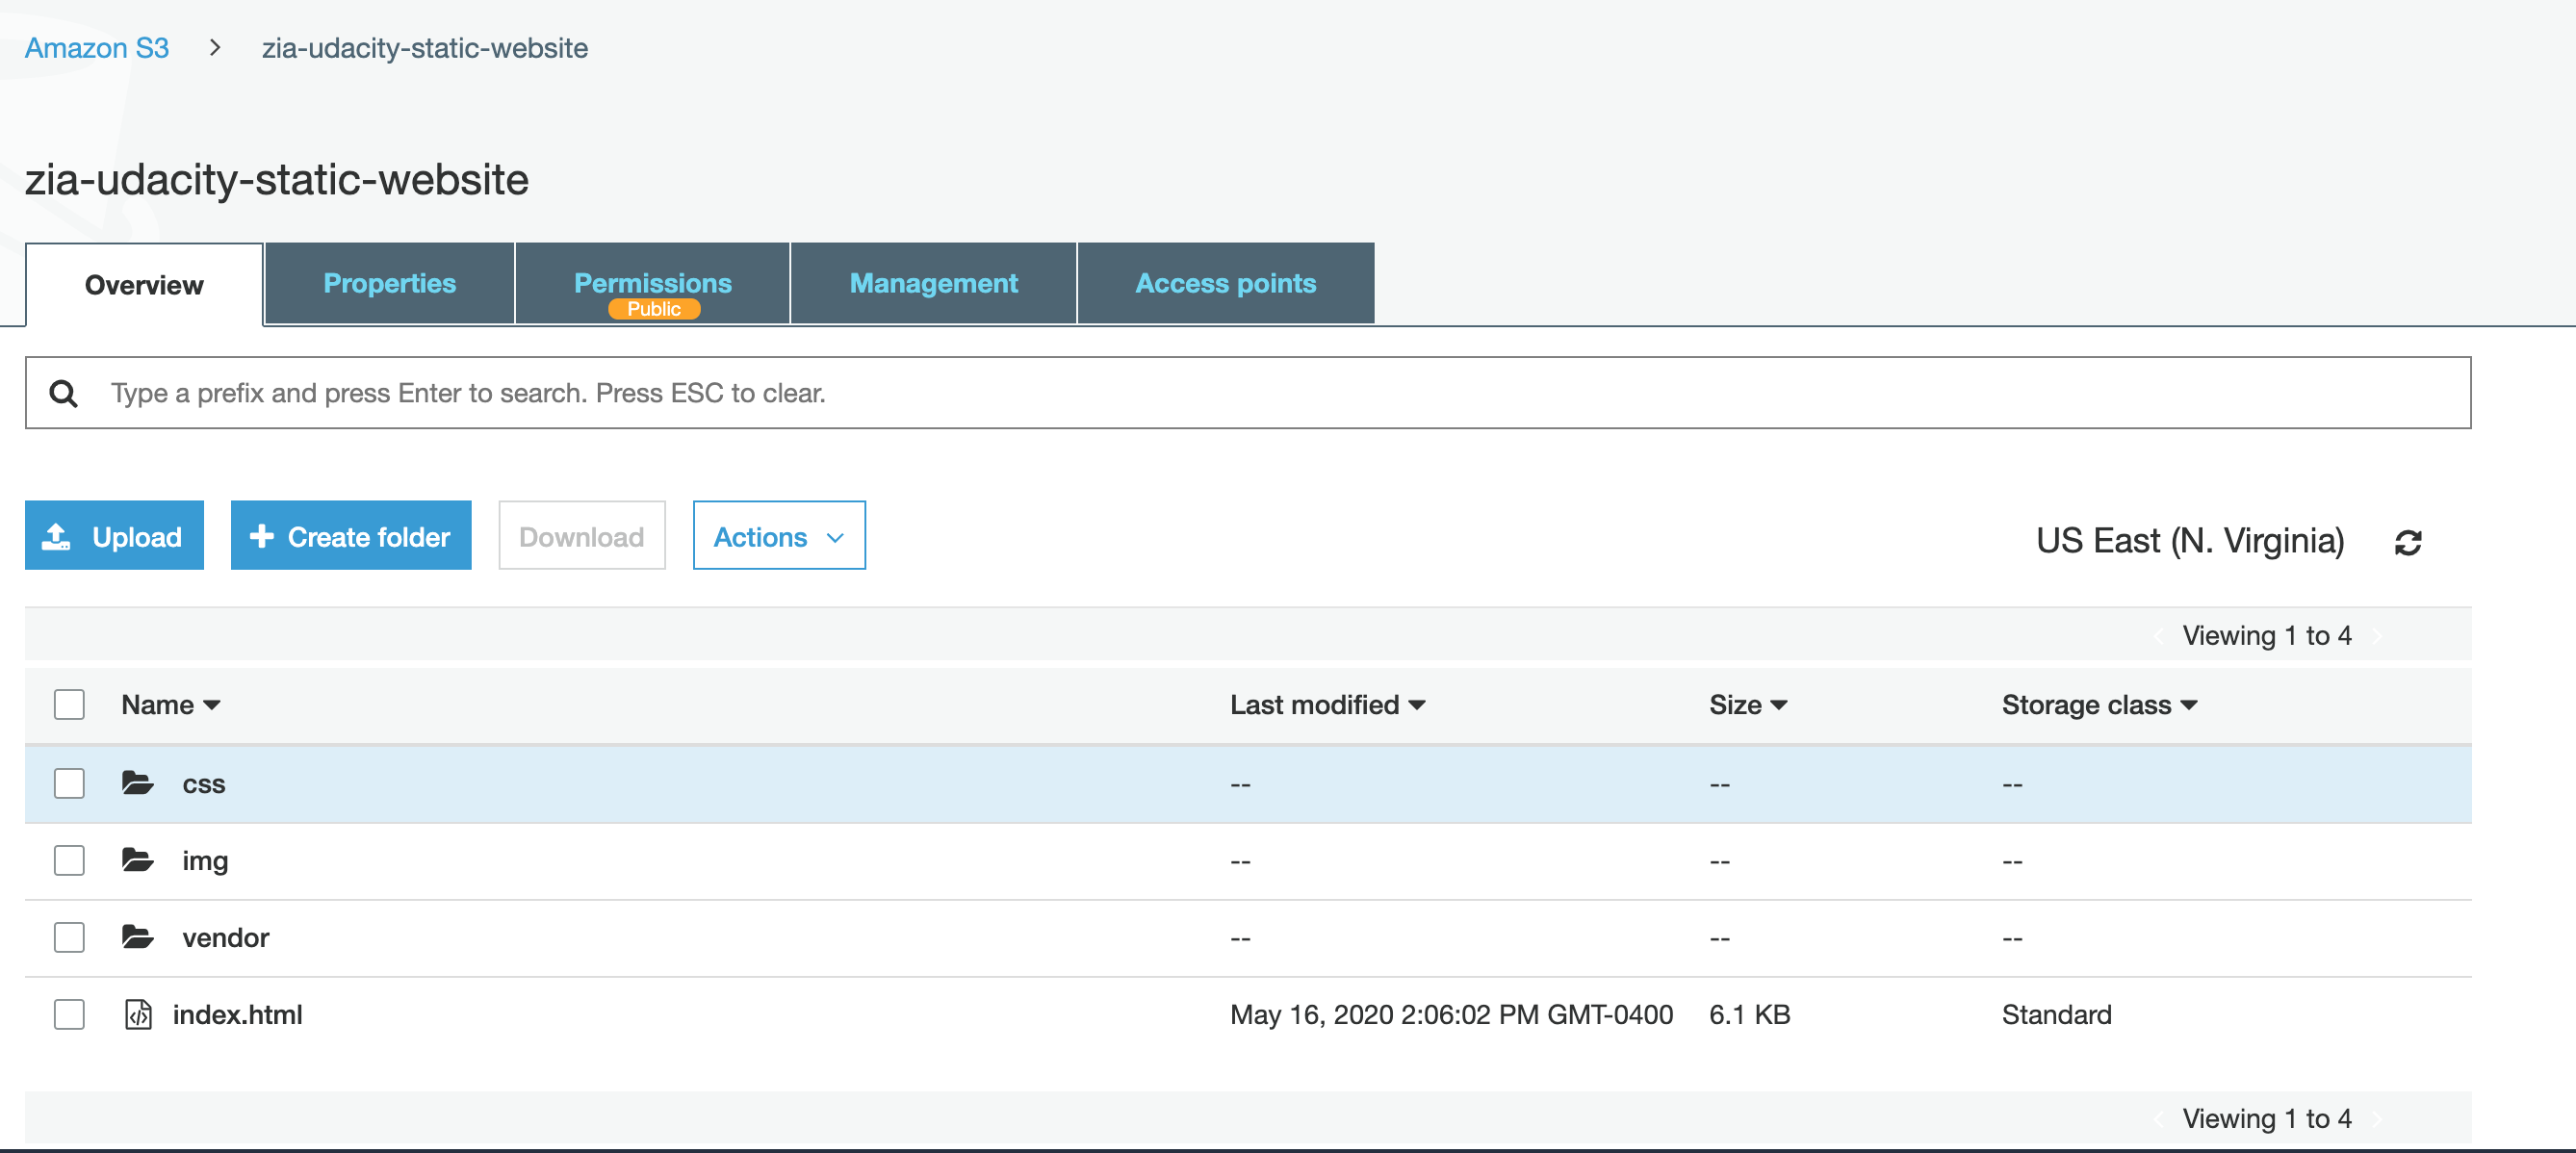 Amazon S3 > zia-udacity-static-website
zia-udacity-static-website
Overview Properties Permissions Management Access points
Public
Type a prefix and press Enter to search. Press ESC to clear.
Upload + Create folder Download Actions US East (N. Virginia)
Viewing 1 to 4
Name Last modified Size Storage class
css -- -- --
img -- -- --
vendor -- -- --
index.html May 16, 2020 2:06:02 PM GMT-0400 6.1 KB Standard
Viewing 1 to 4